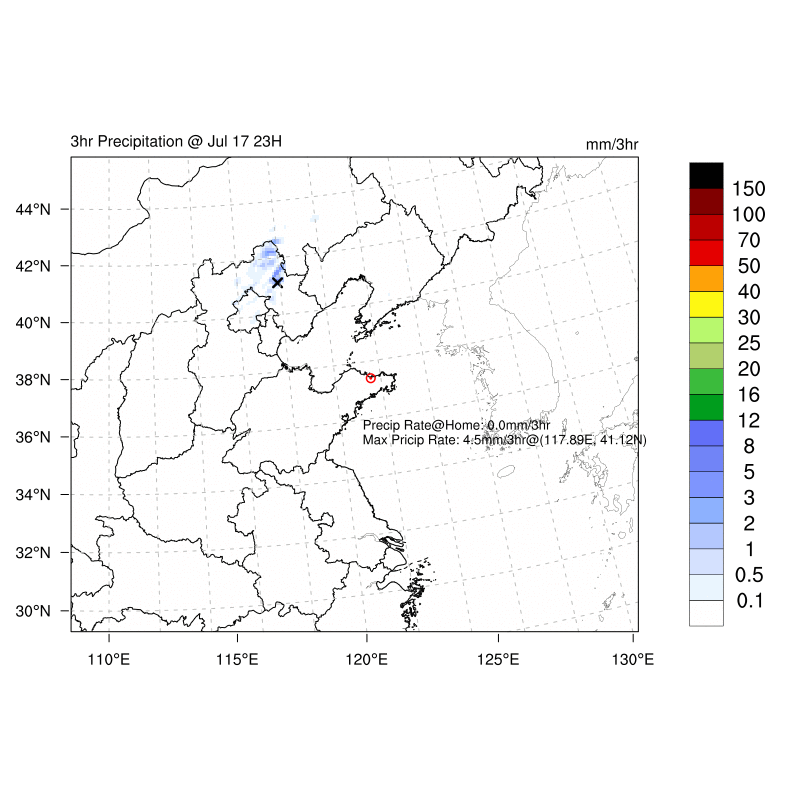 3hr Precipitation @ Jul 17 23H
mm/3hr
44°N
42°N
40°N
38°N
36°N
34°N
32°N
30°N
110°E
115°E
120°E
125°E
130°E
Precip Rate@Home: 0.0mm/3hr
Max Pricip Rate: 4.5mm/3hr@(117.89E, 41.12N)
150
100
70
50
40
30
25
20
16
12
8
5
3
2
1
0.5
0.1